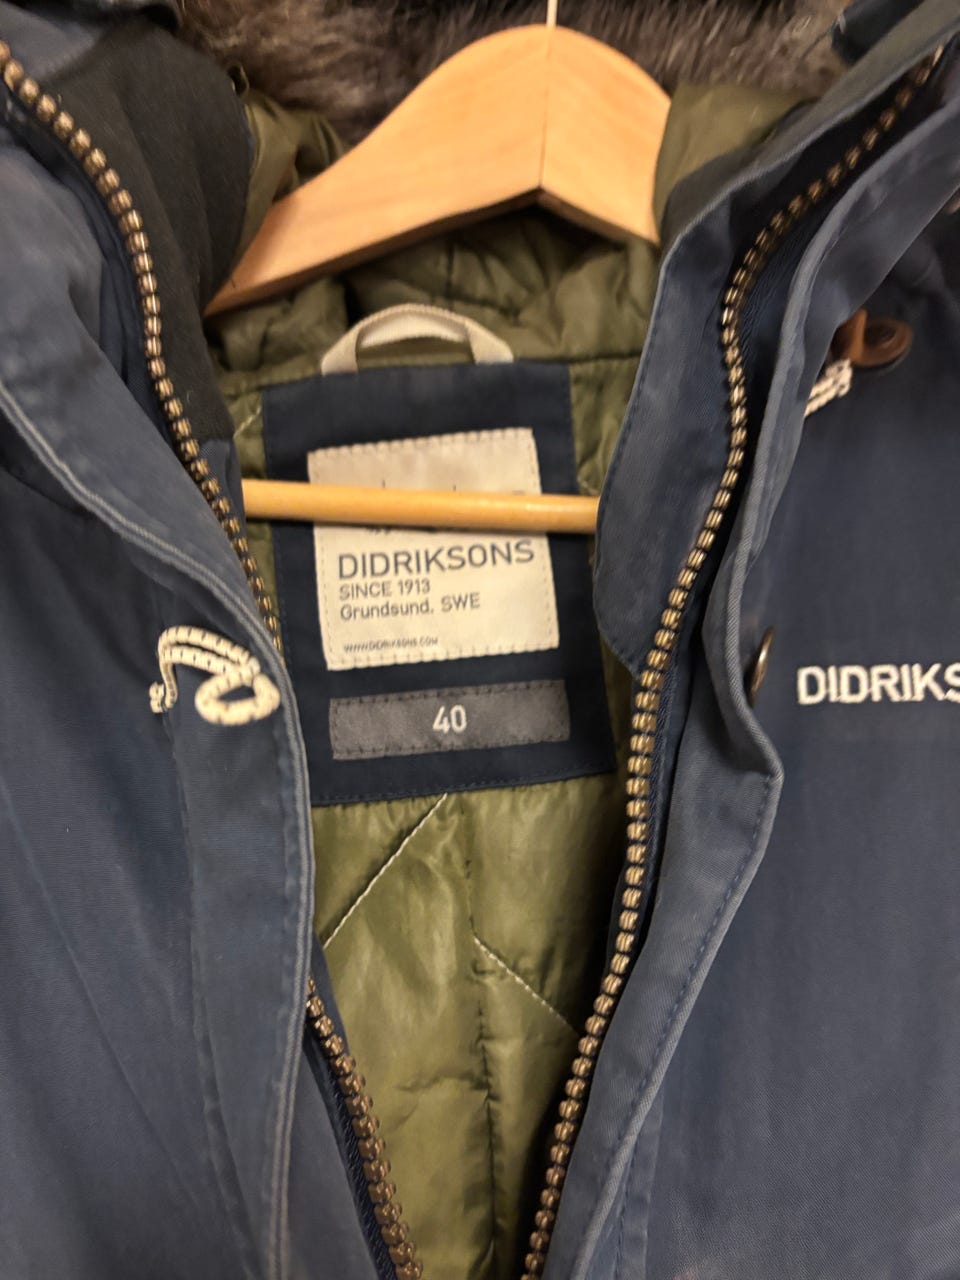 DIDRIKSONS
SINCE 1913
Grundsund, SWE
WWW.DIDRIKSONS.COM
40
DIDRIKS